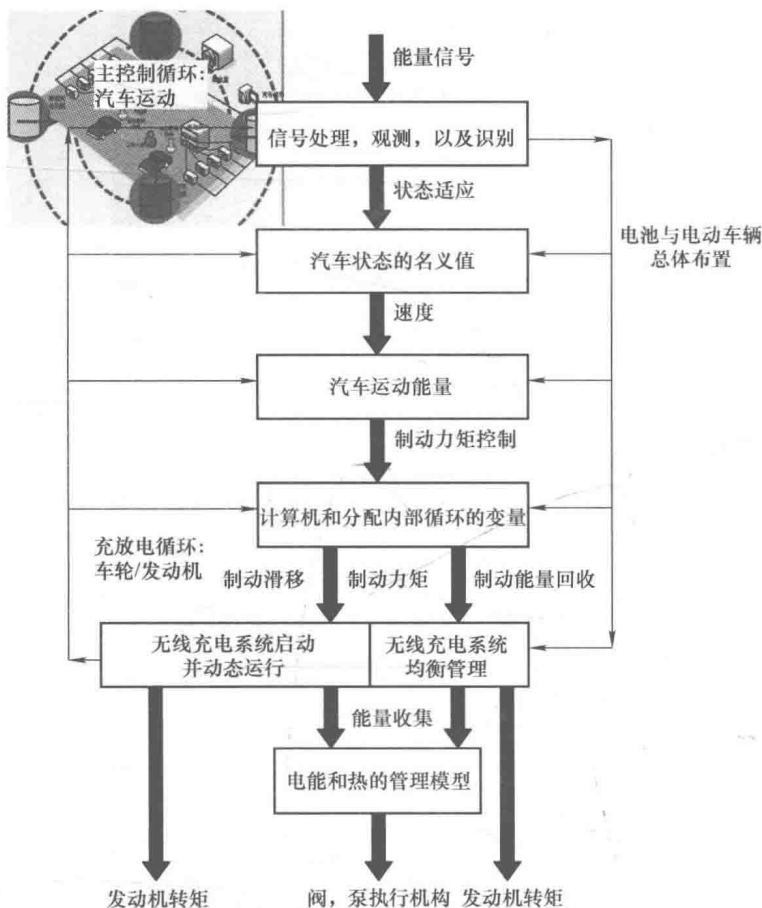 主控制循环:
汽车运动
能量信号
信号处理，观测，以及识别
状态适应
电池与电动车辆
总体布置
汽车状态的名义值
速度
汽车运动能量
制动力矩控制
计算机和分配内部循环的变量
充放电循环:
车轮/发动机
制动滑移
制动力矩
制动能量回收
无线充电系统启动
并动态运行
无线充电系统
均衡管理
能量收集
电能和热的管理模型
发动机转矩
阀，泵执行机构
发动机转矩